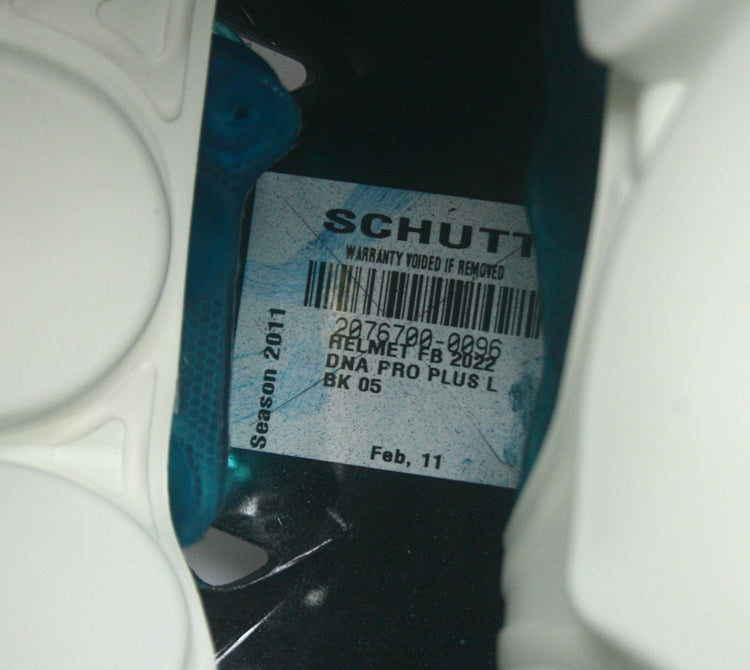 SCHUTT
WARRANTY VOIDED IF REMOVED
2076700-0096
HELMET FB 2022
DNA PRO PLUS L
BK 05
Season 2011
Feb, 11